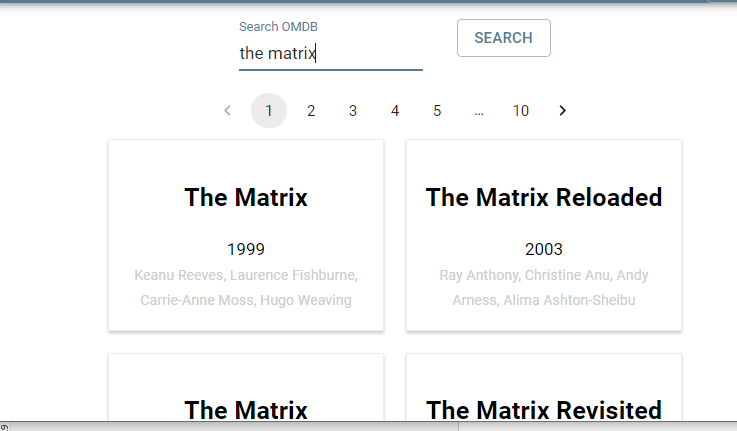 Search OMDB
the matrix
SEARCH
1 2 3 4 5 … 10
The Matrix
1999
Keanu Reeves, Laurence Fishburne,
Carrie-Anne Moss, Hugo Weaving
The Matrix Reloaded
2003
Ray Anthony, Christine Anu, Andy
Arness, Alima Ashton-Sheibu
The Matrix
The Matrix Revisited